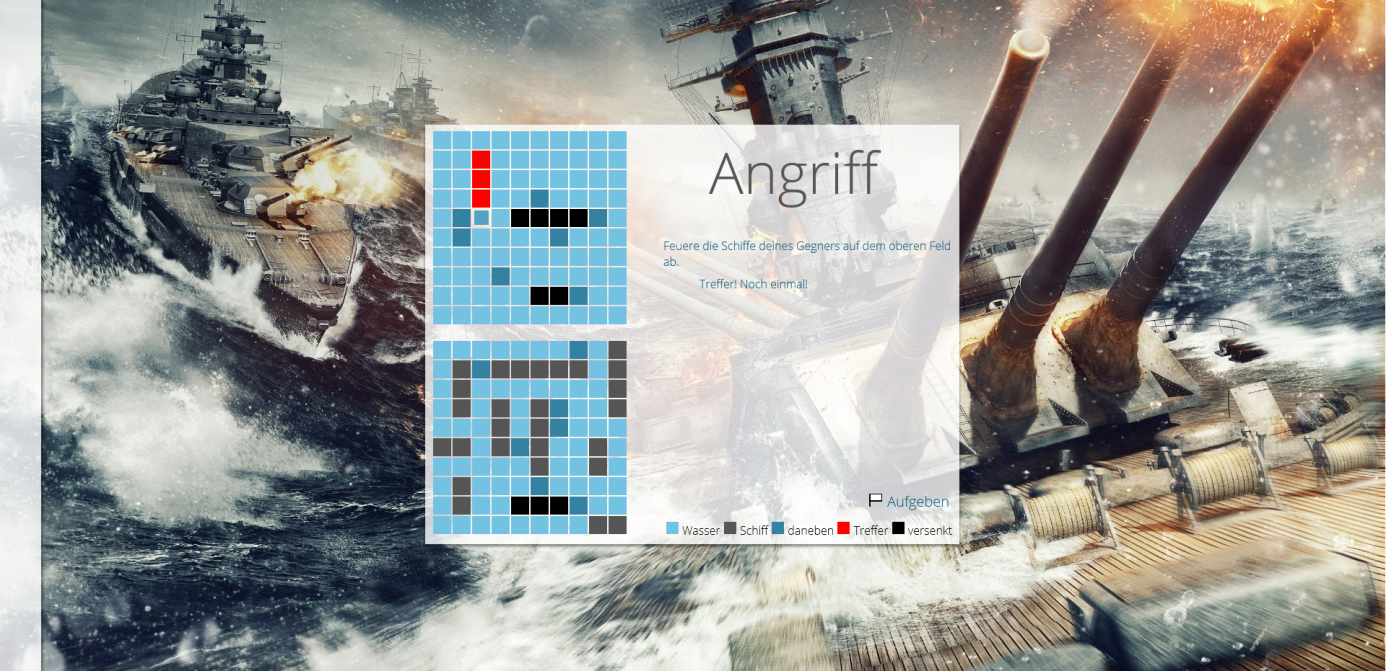 Angriff
Feuere die Schiffe deines Gegners auf dem oberen Feld
ab.
Treffer! Noch einmal!
Aufgeben
Wasser Schiff daneben Treffer versenkt